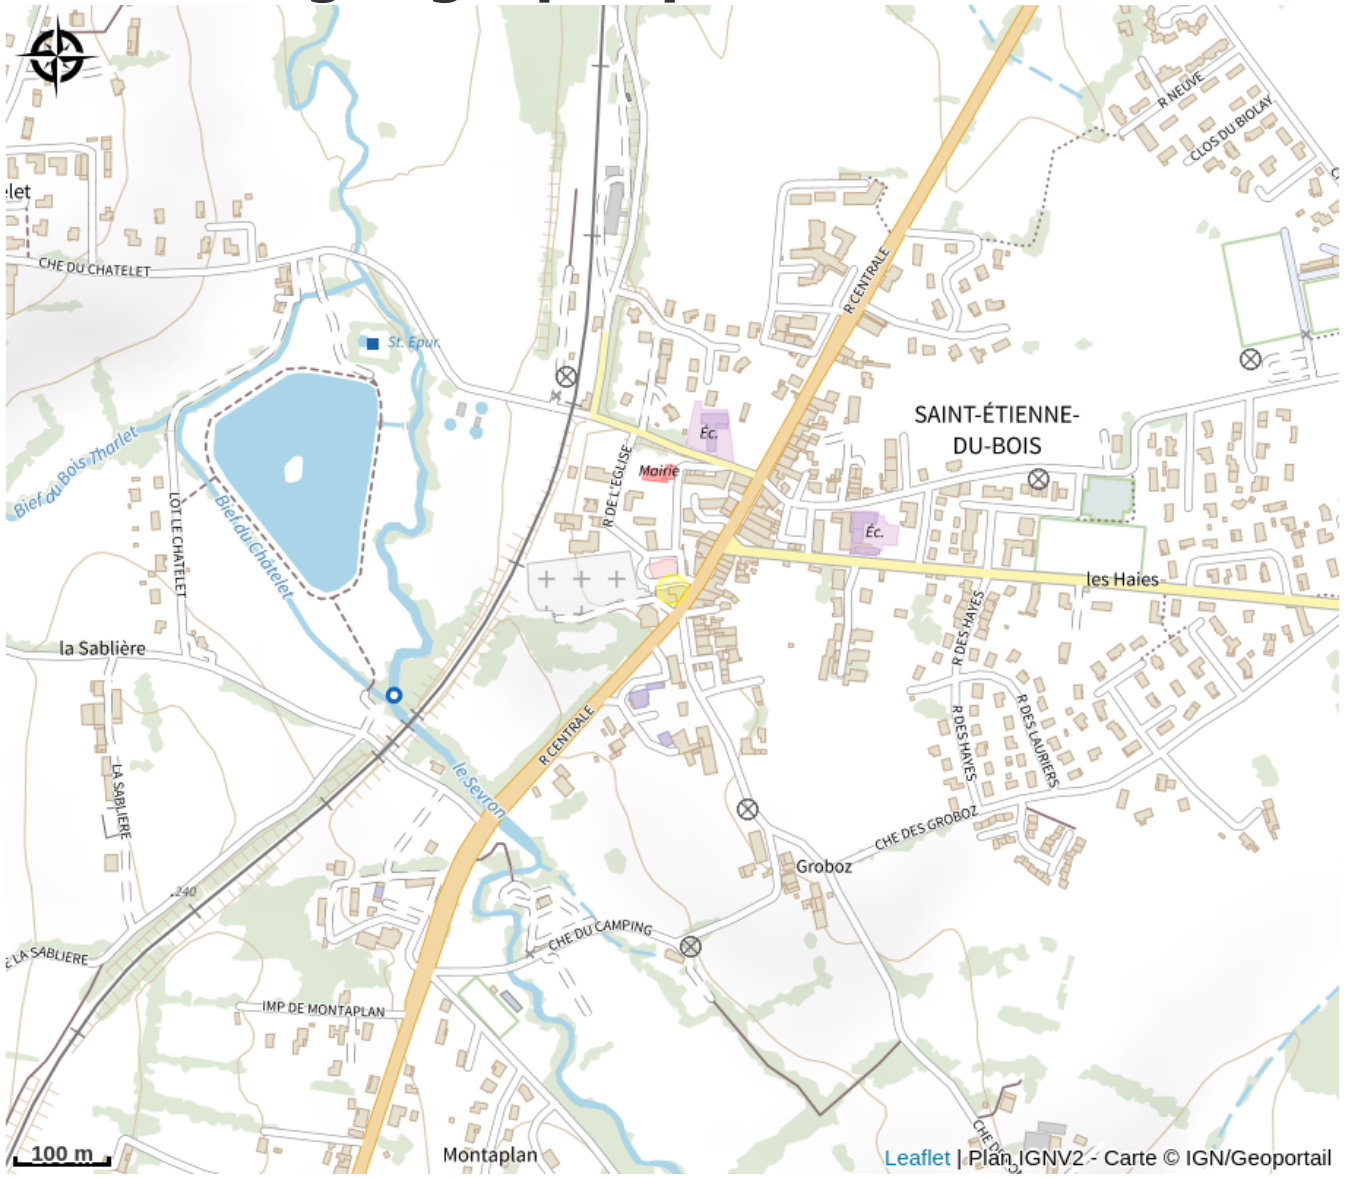 R NEUVE
CLOS DU BIOLAY
elet
CHE DU CHATELET
R CENTRALE
St. Epur.
SAINT-ÉTIENNE-
DU-BOIS
Éc.
Mairie
R DE L'EGLISE
Bief du Bois Tharlet
LOT LE CHATELET
Bief du Châtelet
Éc.
les Haies
R DES HAYES
la Sablière
R DES HAYES
R DES LAURIERS
R CENTRALE
LA SABLIERE
le Sevron
CHE DES GROBOZ
Groboz
240
CHE DU CAMPING
E LA SABLIERE
IMP DE MONTAPLAN
100 m
Montaplan
Leaflet | Plan IGNV2 - Carte © IGN/Geoportail